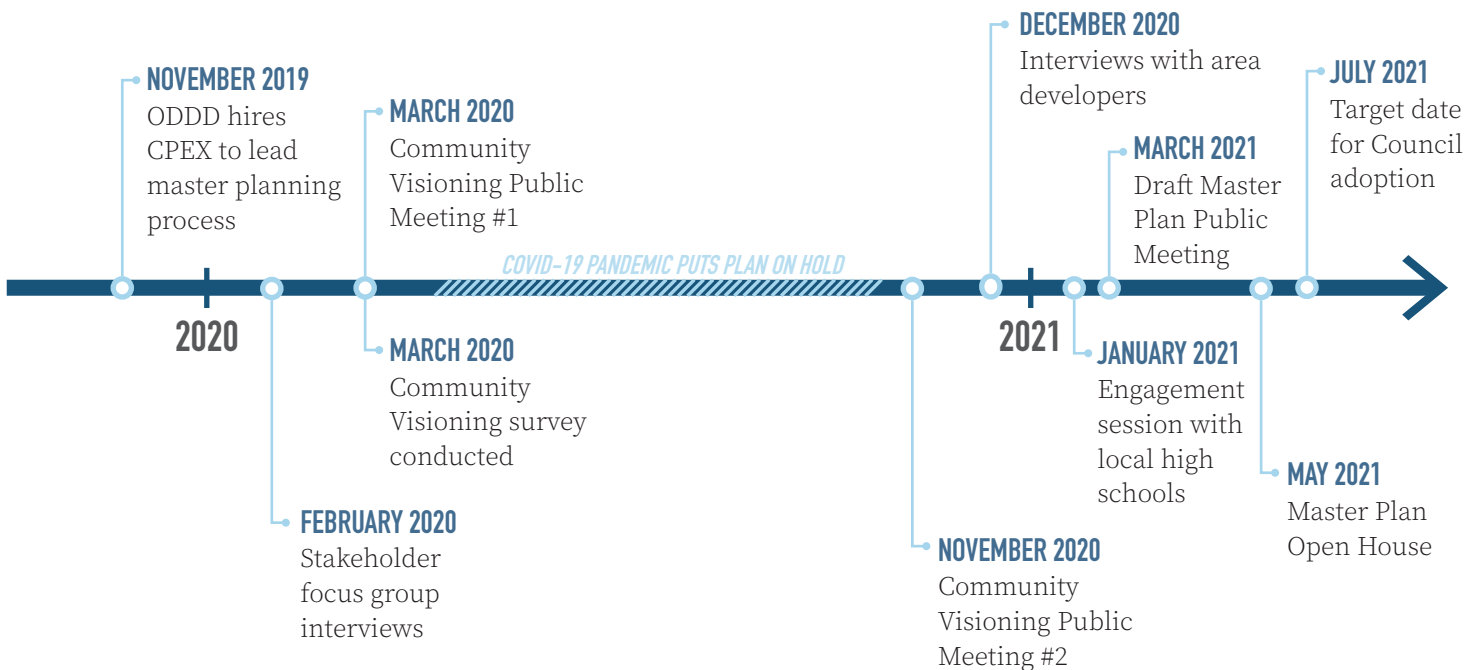 NOVEMBER 2019
ODDD hires
CPEX to lead
master planning
process
MARCH 2020
Community
Visioning Public
Meeting #1
DECEMBER 2020
Interviews with area
developers
MARCH 2021
Draft Master
Plan Public
Meeting
JULY 2021
Target date
for Council
adoption
COVID-19 PANDEMIC PUTS PLAN ON HOLD
2020
2021
FEBRUARY 2020
Stakeholder
focus group
interviews
MARCH 2020
Community
Visioning survey
conducted
NOVEMBER 2020
Community
Visioning Public
Meeting #2
JANUARY 2021
Engagement
session with
local high
schools
MAY 2021
Master Plan
Open House